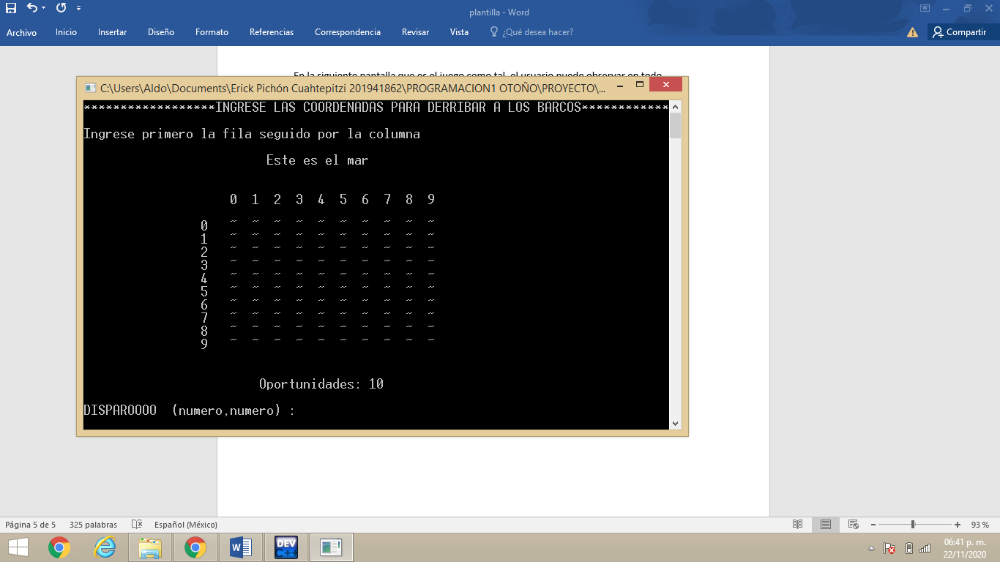 plantilla - Word
Archivo Inicio Insertar Diseño Formato Referencias Correspondencia Revisar Vista ¿Qué desea hacer? Compartir
En la siguiente pantalla que es el juego como tal, el usuario puede observar en todo
C:\Users\Aldo\Documents\Erick Pichón Cuahtepitzi 201941862\PROGRAMACION1 OTOÑO\PROYECTO\...
******************INGRESE LAS COORDENADAS PARA DERRIBAR A LOS BARCOS************
Ingrese primero la fila seguido por la columna
Este es el mar
0 1 2 3 4 5 6 7 8 9
0 ~ ~ ~ ~ ~ ~ ~ ~ ~ ~
1 ~ ~ ~ ~ ~ ~ ~ ~ ~ ~
2 ~ ~ ~ ~ ~ ~ ~ ~ ~ ~
3 ~ ~ ~ ~ ~ ~ ~ ~ ~ ~
4 ~ ~ ~ ~ ~ ~ ~ ~ ~ ~
5 ~ ~ ~ ~ ~ ~ ~ ~ ~ ~
6 ~ ~ ~ ~ ~ ~ ~ ~ ~ ~
7 ~ ~ ~ ~ ~ ~ ~ ~ ~ ~
8 ~ ~ ~ ~ ~ ~ ~ ~ ~ ~
9 ~ ~ ~ ~ ~ ~ ~ ~ ~ ~
Oportunidades: 10
DISPAROOOO (numero,numero) :
Página 5 de 5 325 palabras Español (México) 93 %
DEV C++
06:41 p. m.
22/11/2020